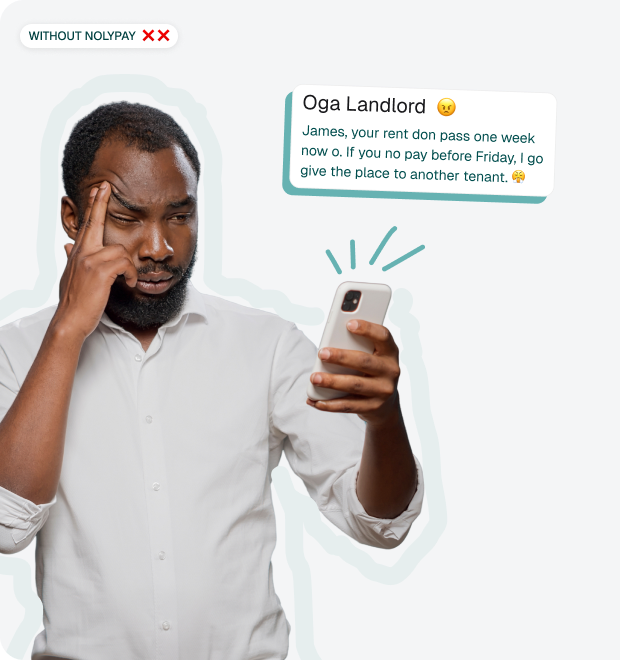 WITHOUT NOLYPAY ❌❌
Oga Landlord 😠
James, your rent don pass one week
now o. If you no pay before Friday, I go
give the place to another tenant. 😤